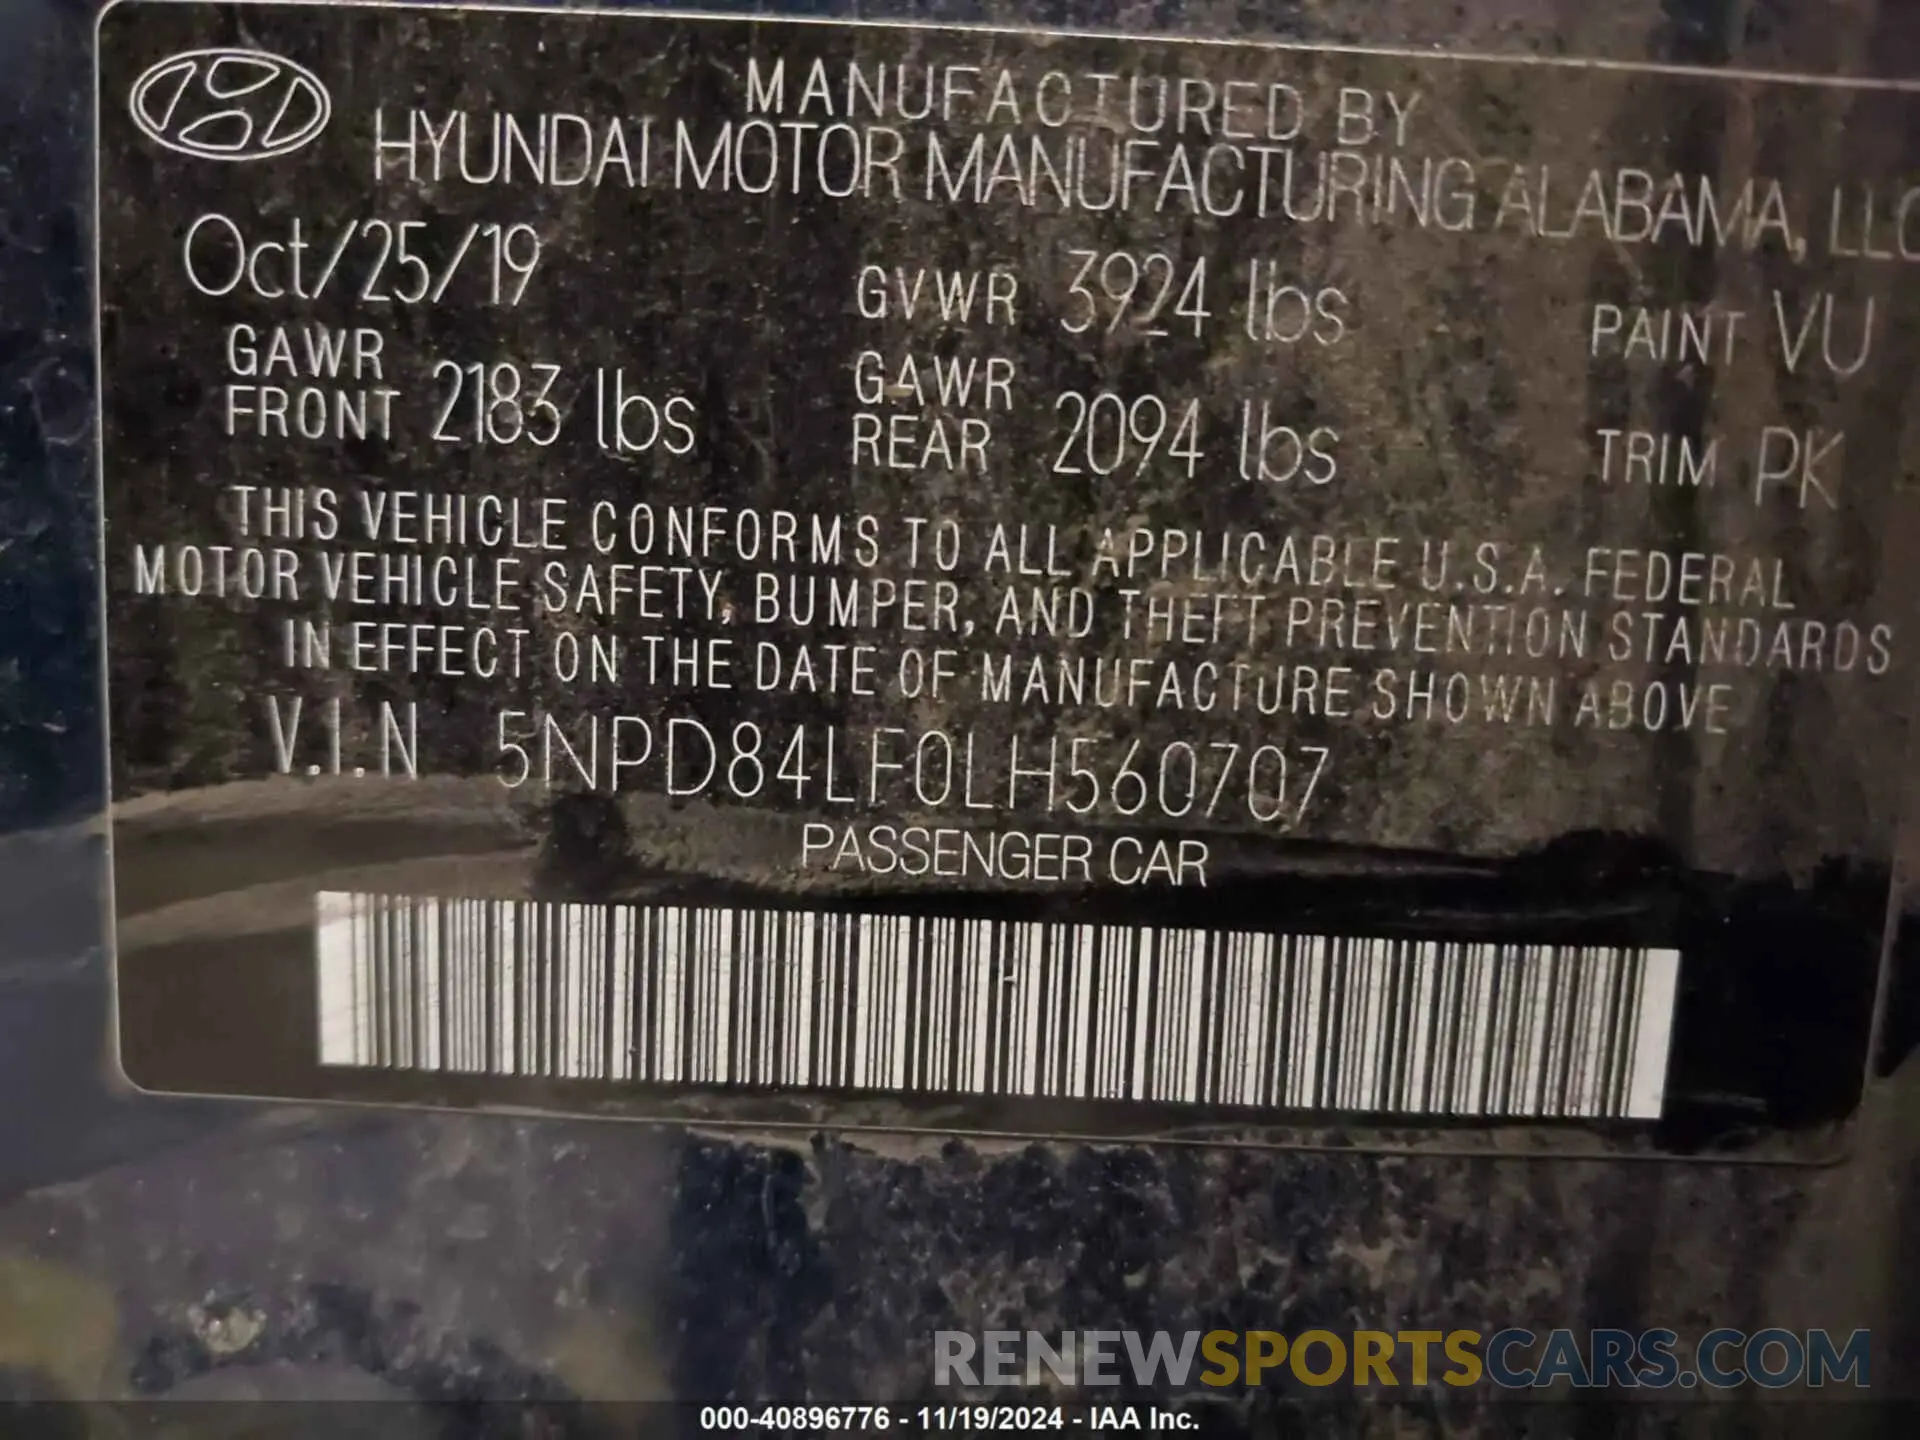 MANUFACTURED BY
HYUNDAI MOTOR MANUFACTURING ALABAMA, LLC
Oct/25/19 GVWR 3924 lbs PAINT VU
GAWR FRONT 2183 lbs GAWR REAR 2094 lbs TRIM PK
THIS VEHICLE CONFORMS TO ALL APPLICABLE U.S.A. FEDERAL
MOTOR VEHICLE SAFETY, BUMPER, AND THEFT PREVENTION STANDARDS
IN EFFECT ON THE DATE OF MANUFACTURE SHOWN ABOVE
V.I.N 5NPD84LF0LH560707
PASSENGER CAR
RENEWSPORTSCARS.COM
000-40896776 - 11/19/2024 - IAA Inc.